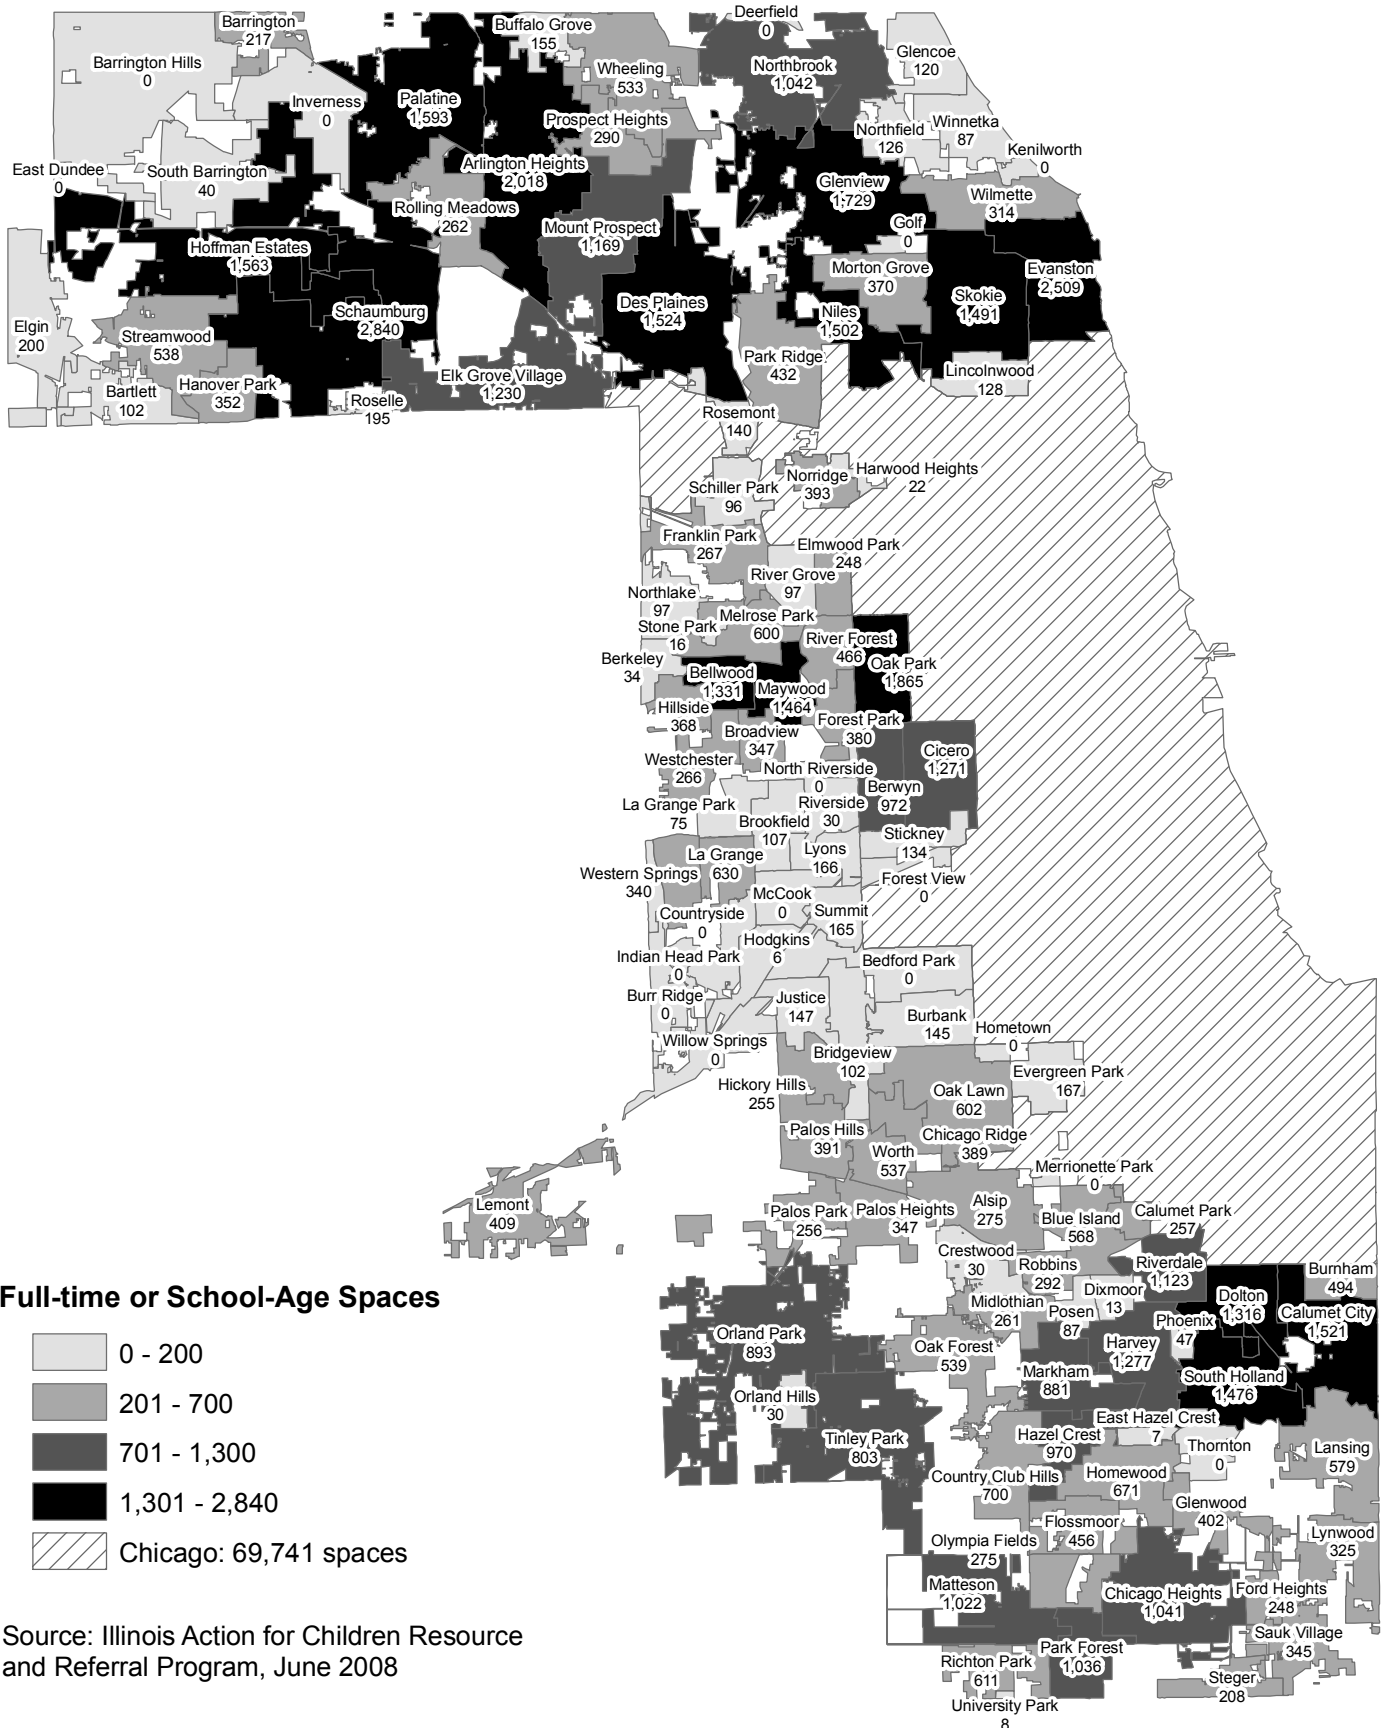 Deerfield
0
Barrington
217
Buffalo Grove
155
Glencoe
120
Barrington Hills
0
Wheeling
533
Northbrook
1,042
Inverness
0
Palatine
1,593
Prospect Heights
290
Northfield
126
Winnetka
87
Kenilworth
0
East Dundee
0
South Barrington
40
Arlington Heights
2,018
Glenview
1,729
Wilmette
314
Rolling Meadows
262
Mount Prospect
1,169
Golf
0
Hoffman Estates
1,563
Morton Grove
370
Evanston
2,509
Skokie
1,491
Des Plaines
1,524
Niles
1,502
Schaumburg
2,840
Elgin
200
Streamwood
538
Park Ridge
432
Lincolnwood
128
Elk Grove Village
1,230
Hanover Park
352
Bartlett
102
Roselle
195
Rosemont
140
Schiller Park
96
Norridge
393
Harwood Heights
22
Franklin Park
267
Elmwood Park
248
River Grove
97
Northlake
97
Melrose Park
600
Stone Park
16
River Forest
466
Berkeley
34
Oak Park
1,865
Bellwood
1,331
Maywood
1,464
Hillside
368
Forest Park
380
Broadview
347
Cicero
1,271
Westchester
266
North Riverside
0
Berwyn
972
La Grange Park
75
Riverside
30
Brookfield
107
Stickney
134
La Grange
630
Lyons
166
Western Springs
340
Forest View
0
McCook
0
Countryside
0
Summit
165
Hodgkins
6
Indian Head Park
0
Bedford Park
0
Burr Ridge
0
Justice
147
Burbank
145
Hometown
0
Willow Springs
0
Bridgeview
102
Evergreen Park
167
Hickory Hills
255
Oak Lawn
602
Palos Hills
391
Chicago Ridge
389
Worth
537
Merrionette Park
0
Lemont
409
Palos Park
256
Palos Heights
347
Alsip
275
Blue Island
568
Calumet Park
257
Crestwood
30
Robbins
292
Riverdale
1,123
Burnham
494
Dixmoor
13
Dolton
1,316
Midlothian
261
Posen
87
Phoenix
47
Calumet City
1,521
Orland Park
893
Oak Forest
539
Harvey
1,277
Markham
881
South Holland
1,476
Orland Hills
30
East Hazel Crest
7
Tinley Park
803
Hazel Crest
970
Thornton
0
Lansing
579
Country Club Hills
700
Homewood
671
Glenwood
402
Flossmoor
456
Lynwood
325
Olympia Fields
275
Matteson
1,022
Chicago Heights
1,041
Ford Heights
248
Sauk Village
345
Park Forest
1,036
Richton Park
611
Steger
208
University Park
8
Full-time or School-Age Spaces
0 - 200
201 - 700
701 - 1,300
1,301 - 2,840
Chicago: 69,741 spaces
Source: Illinois Action for Children Resource
and Referral Program, June 2008